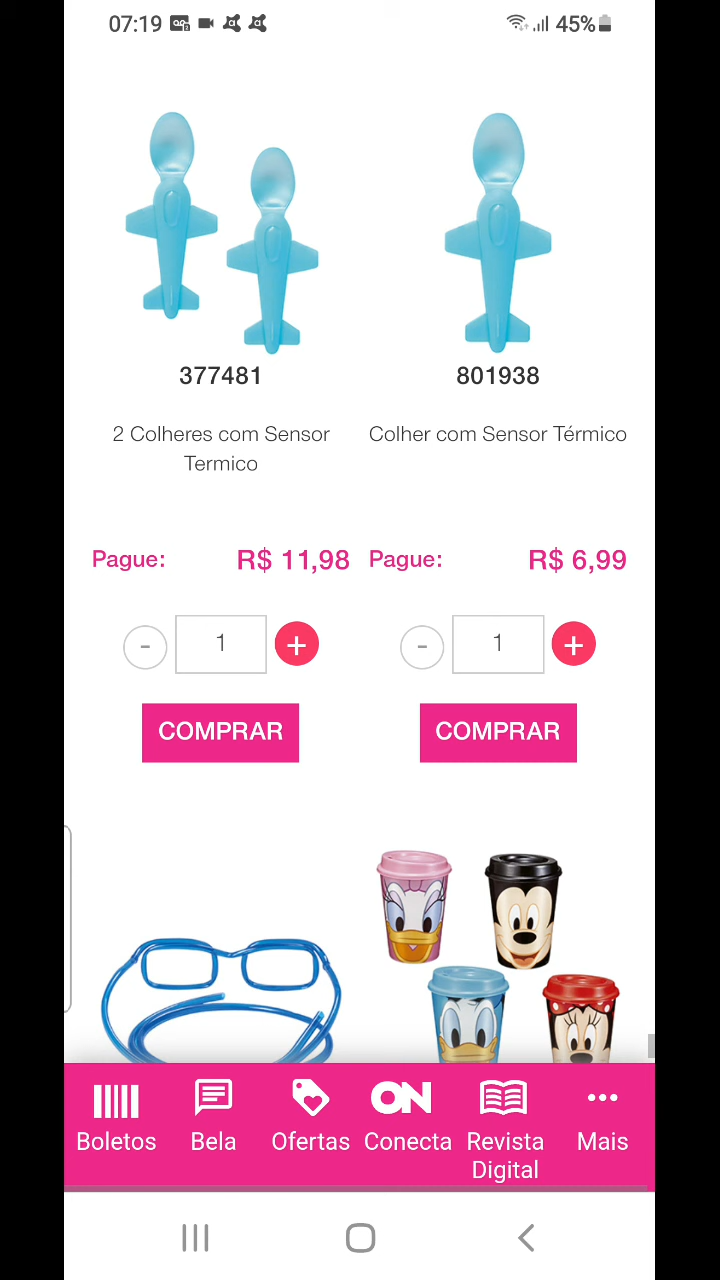 07:19
45%
377481
801938
2 Colheres com Sensor
Termico
Colher com Sensor Térmico
Pague:
R$ 11,98
Pague:
R$ 6,99
- 1 +
- 1 +
COMPRAR
COMPRAR
Boletos
Bela
Ofertas
ON
Conecta
Revista
Digital
Mais